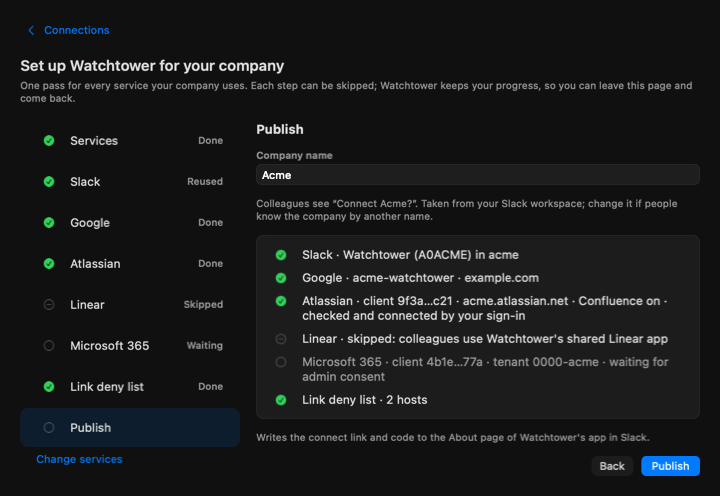 Connections
Set up Watchtower for your company
One pass for every service your company uses. Each step can be skipped; Watchtower keeps your progress, so you can leave this page and
come back.
Services Done
Slack Reused
Google Done
Atlassian Done
Linear Skipped
Microsoft 365 Waiting
Link deny list Done
Publish
Change services
Publish
Company name
Acme
Colleagues see “Connect Acme?”. Taken from your Slack workspace; change it if people
know the company by another name.
Slack · Watchtower (A0ACME) in acme
Google · acme-watchtower · example.com
Atlassian · client 9f3a…c21 · acme.atlassian.net · Confluence on ·
checked and connected by your sign-in
Linear · skipped: colleagues use Watchtower's shared Linear app
Microsoft 365 · client 4b1e…77a · tenant 0000-acme · waiting for
admin consent
Link deny list · 2 hosts
Writes the connect link and code to the About page of Watchtower's app in Slack.
Back Publish